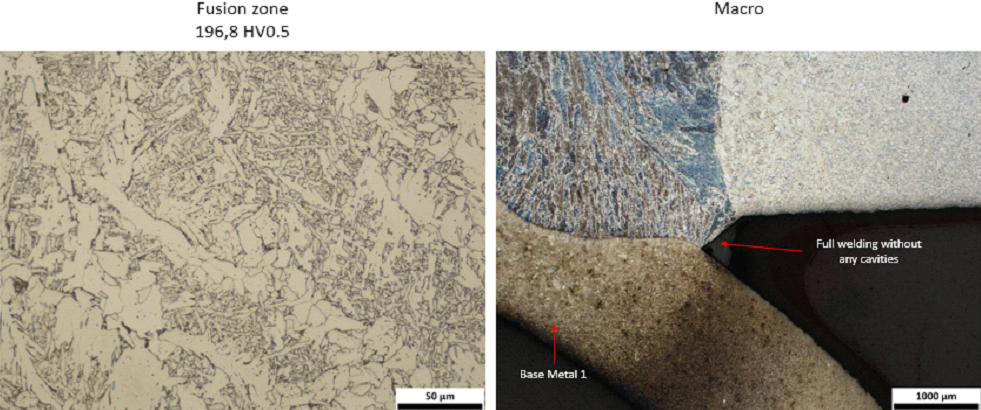 Fusion zone
196,8 HV0.5
Macro
Full welding without
any cavities
Base Metal 1
50 µm
1000 µm